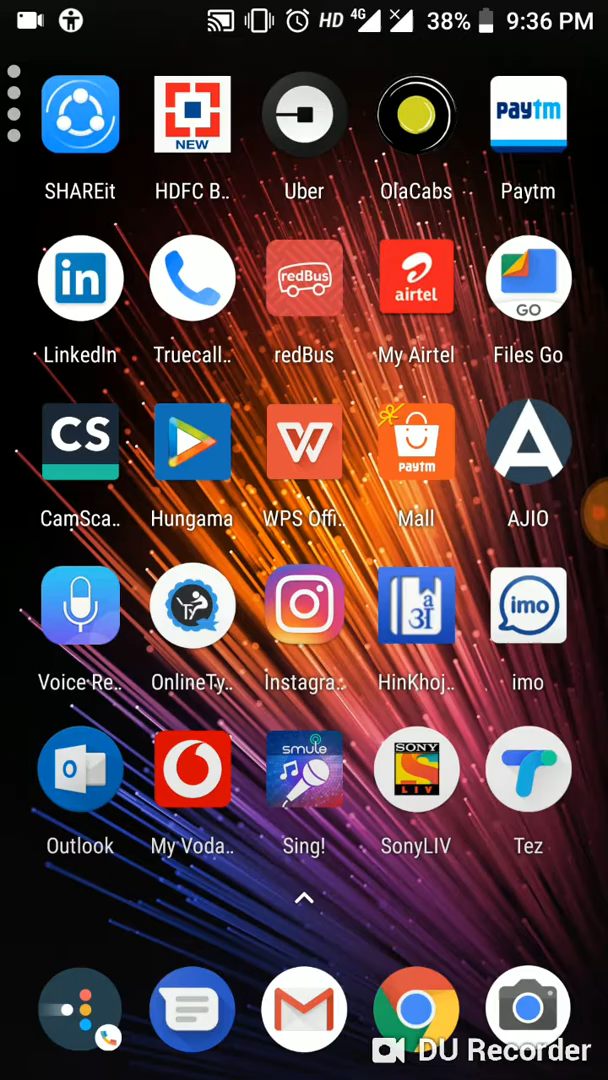 HD 4G 38% 9:36 PM
NEW
paytm
SHAREit HDFC B.. Uber OlaCabs Paytm
in redBus airtel GO
LinkedIn Truecall.. redBus My Airtel Files Go
CS W paytm A
CamSca.. Hungama WPS Offi.. Mall AJIO
अ a imo
Voice Re.. OnlineTy.. Instagra.. HinKhoj.. imo
O smule SONY
LIV
Outlook My Voda.. Sing! SonyLIV Tez
DU Recorder